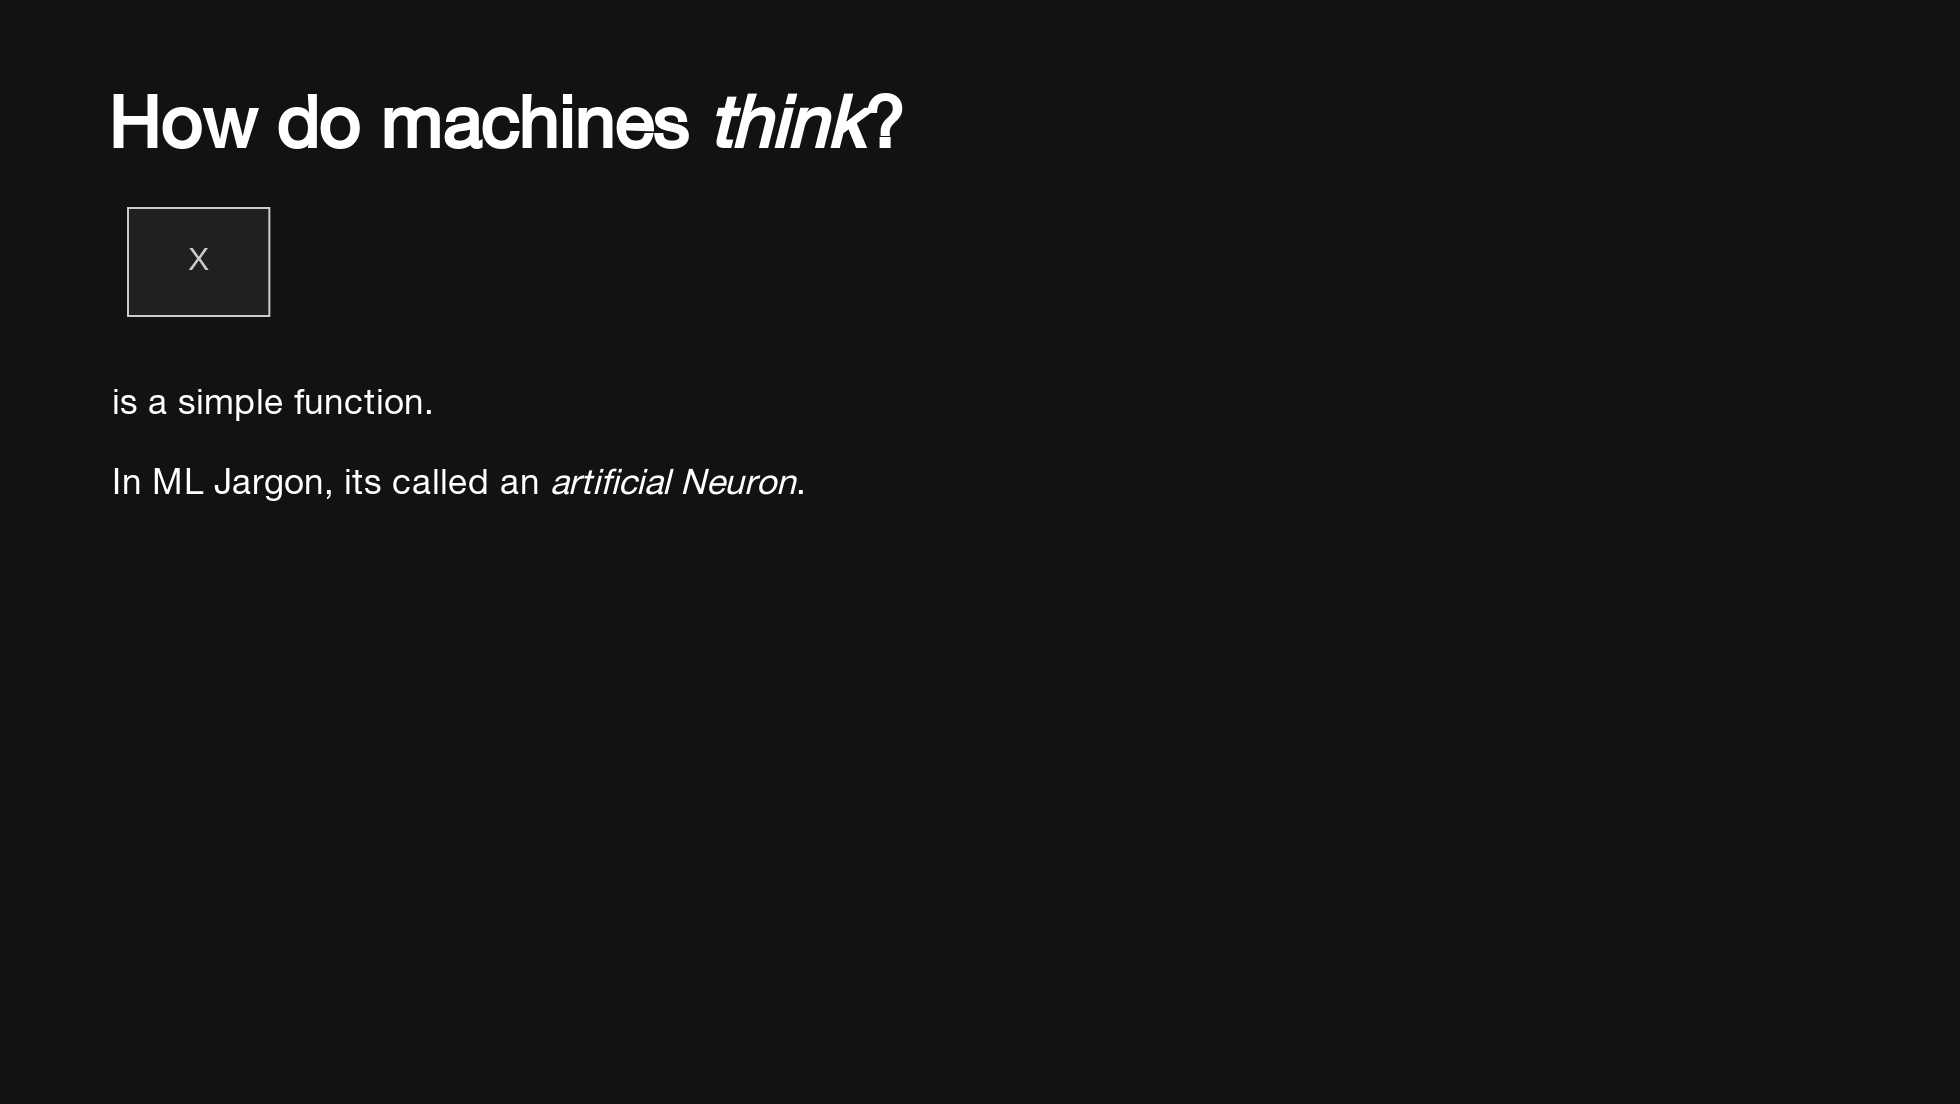 How do machines think?
X
is a simple function.
In ML Jargon, its called an artificial Neuron.